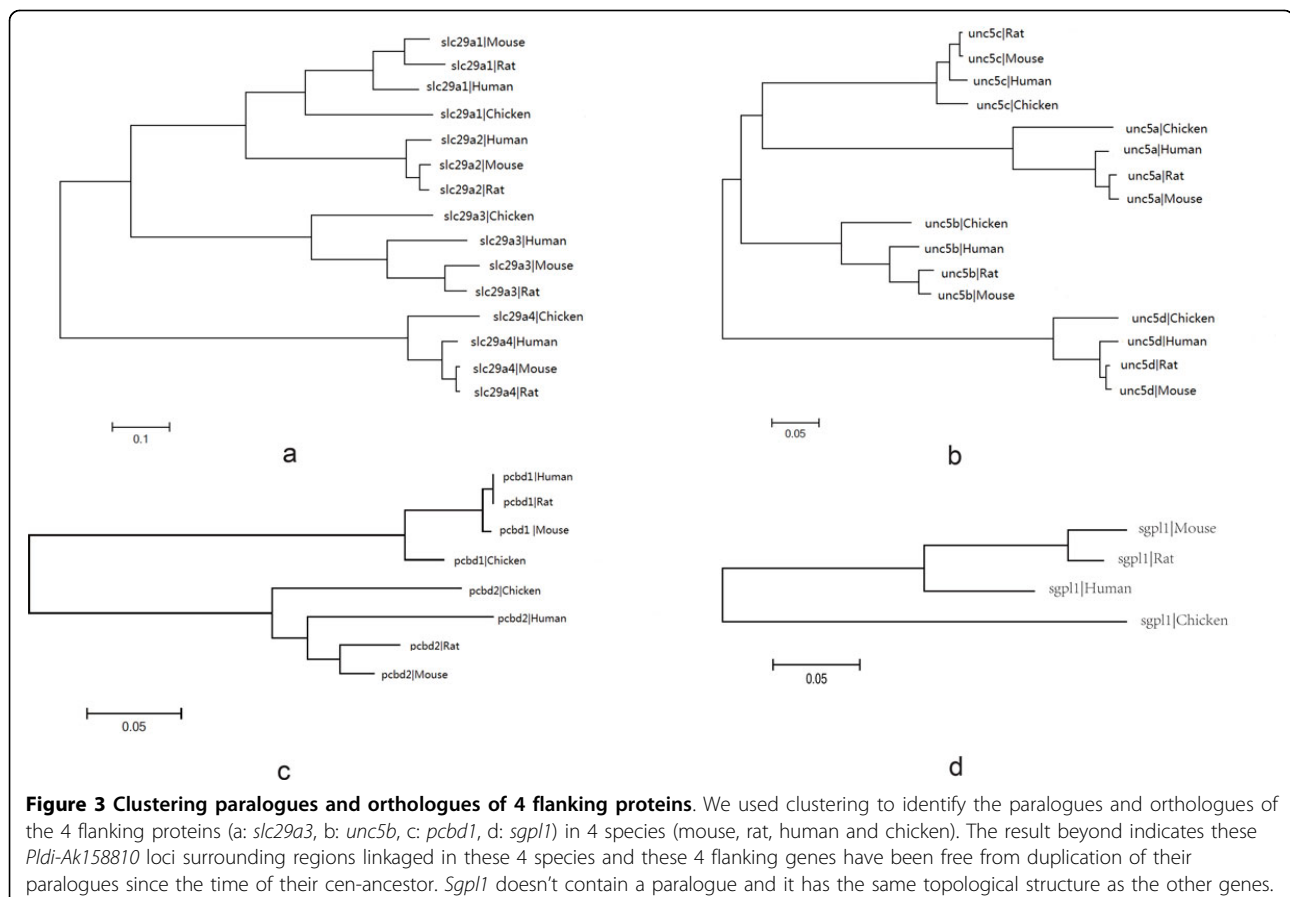 slc29a1|Mouse
slc29a1|Rat
slc29a1|Human
slc29a1|Chicken
slc29a2|Human
slc29a2|Mouse
slc29a2|Rat
slc29a3|Chicken
slc29a3|Human
slc29a3|Mouse
slc29a3|Rat
slc29a4|Chicken
slc29a4|Human
slc29a4|Mouse
slc29a4|Rat
0.1
a
unc5c|Rat
unc5c|Mouse
unc5c|Human
unc5c|Chicken
unc5a|Chicken
unc5a|Human
unc5a|Rat
unc5a|Mouse
unc5b|Chicken
unc5b|Human
unc5b|Rat
unc5b|Mouse
unc5d|Chicken
unc5d|Human
unc5d|Rat
unc5d|Mouse
0.05
b
pcbd1|Human
pcbd1|Rat
pcbd1 |Mouse
pcbd1|Chicken
pcbd2|Chicken
pcbd2|Human
pcbd2|Rat
pcbd2|Mouse
0.05
c
sgpl1|Mouse
sgpl1|Rat
sgpl1|Human
sgpl1|Chicken
0.05
d
Figure 3 Clustering paralogues and orthologues of 4 flanking proteins. We used clustering to identify the paralogues and orthologues of
the 4 flanking proteins (a: slc29a3, b: unc5b, c: pcbd1, d: sgpl1) in 4 species (mouse, rat, human and chicken). The result beyond indicates these
Pldi-Ak158810 loci surrounding regions linkaged in these 4 species and these 4 flanking genes have been free from duplication of their
paralogues since the time of their cen-ancestor. Sgpl1 doesn't contain a paralogue and it has the same topological structure as the other genes.